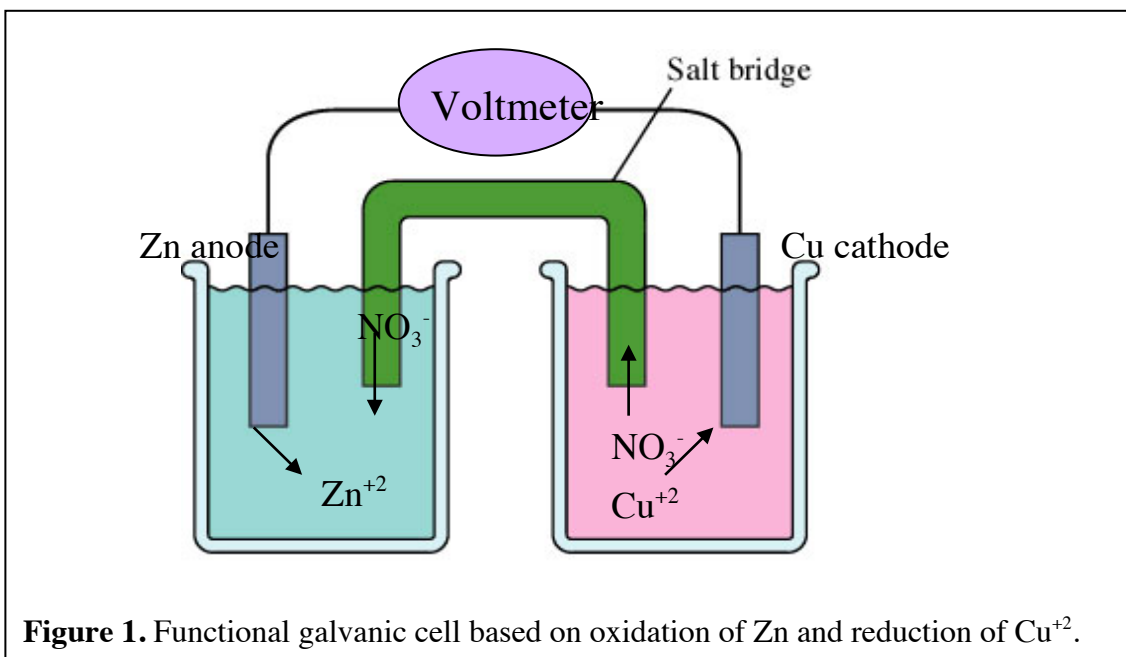 Salt bridge
Voltmeter
Zn anode
Cu cathode
NO₃⁻
NO₃⁻
Zn⁺²
Cu⁺²
Figure 1. Functional galvanic cell based on oxidation of Zn and reduction of Cu⁺².